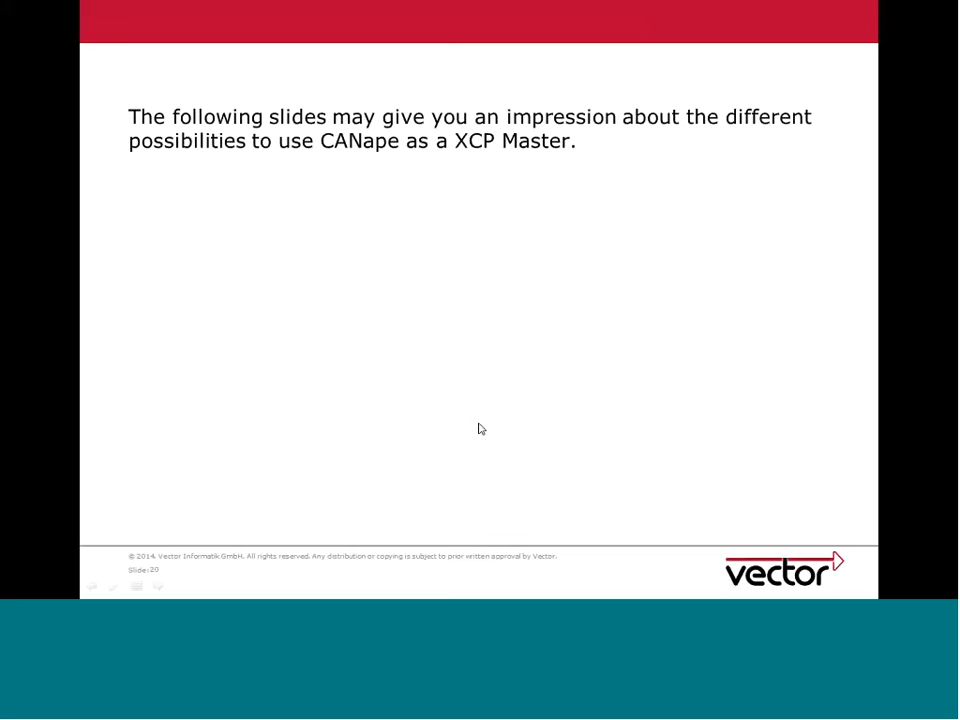 The following slides may give you an impression about the different
possibilities to use CANape as a XCP Master.
© 2014. Vector Informatik GmbH. All rights reserved. Any distribution or copying is subject to prior written approval by Vector.
Slide: 20
vector